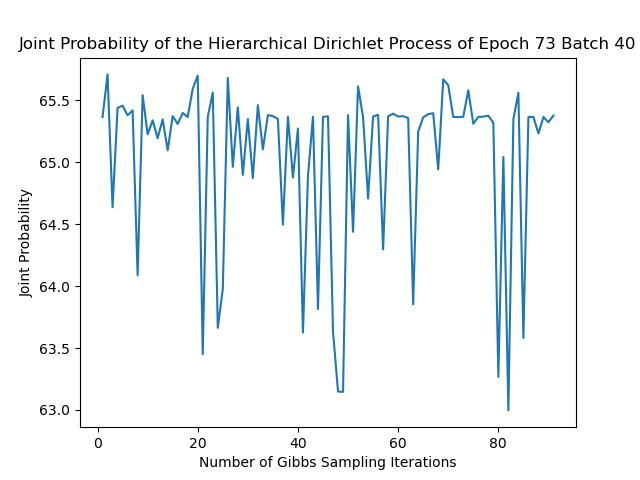 Joint Probability of the Hierarchical Dirichlet Process of Epoch 73 Batch 40
65.5
65.0
64.5
64.0
63.5
63.0
Joint Probability
0 20 40 60 80
Number of Gibbs Sampling Iterations